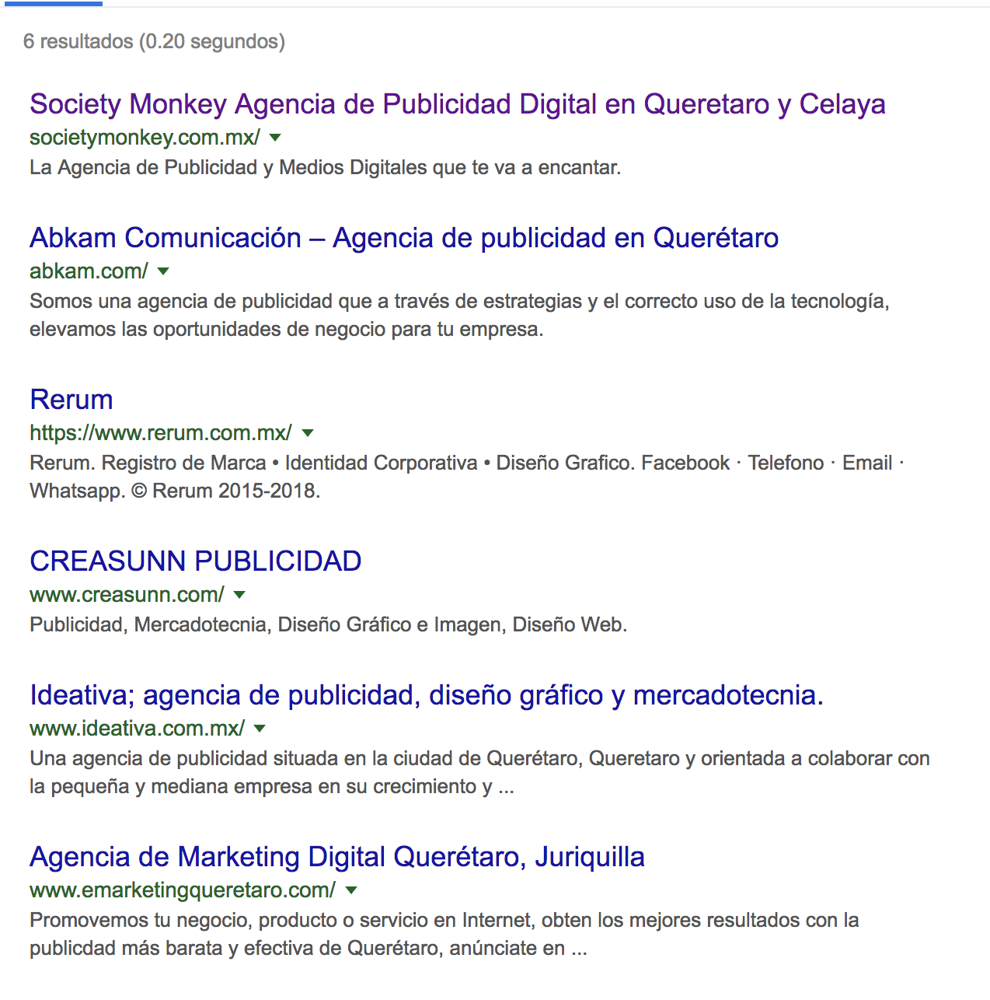 6 resultados (0.20 segundos)
Society Monkey Agencia de Publicidad Digital en Queretaro y Celaya
societymonkey.com.mx/
La Agencia de Publicidad y Medios Digitales que te va a encantar.
Abkam Comunicación – Agencia de publicidad en Querétaro
abkam.com/
Somos una agencia de publicidad que a través de estrategias y el correcto uso de la tecnología,
elevamos las oportunidades de negocio para tu empresa.
Rerum
https://www.rerum.com.mx/
Rerum. Registro de Marca • Identidad Corporativa • Diseño Grafico. Facebook · Telefono · Email ·
Whatsapp. © Rerum 2015-2018.
CREASUNN PUBLICIDAD
www.creasunn.com/
Publicidad, Mercadotecnia, Diseño Gráfico e Imagen, Diseño Web.
Ideativa; agencia de publicidad, diseño gráfico y mercadotecnia.
www.ideativa.com.mx/
Una agencia de publicidad situada en la ciudad de Querétaro, Queretaro y orientada a colaborar con
la pequeña y mediana empresa en su crecimiento y ...
Agencia de Marketing Digital Querétaro, Juriquilla
www.emarketingqueretaro.com/
Promovemos tu negocio, producto o servicio en Internet, obten los mejores resultados con la
publicdad más barata y efectiva de Querétaro, anúnciate en ...